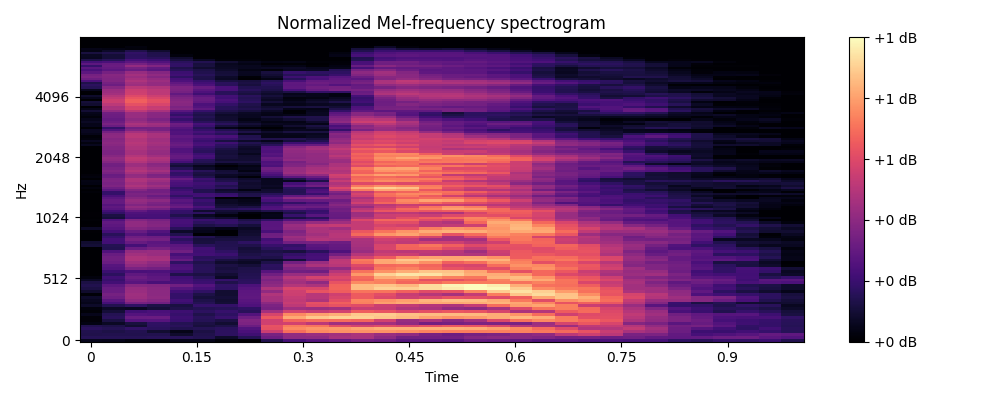 Normalized Mel-frequency spectrogram
Hz
4096
2048
1024
512
0
0
0.15
0.3
0.45
0.6
0.75
0.9
Time
+1 dB
+1 dB
+1 dB
+0 dB
+0 dB
+0 dB